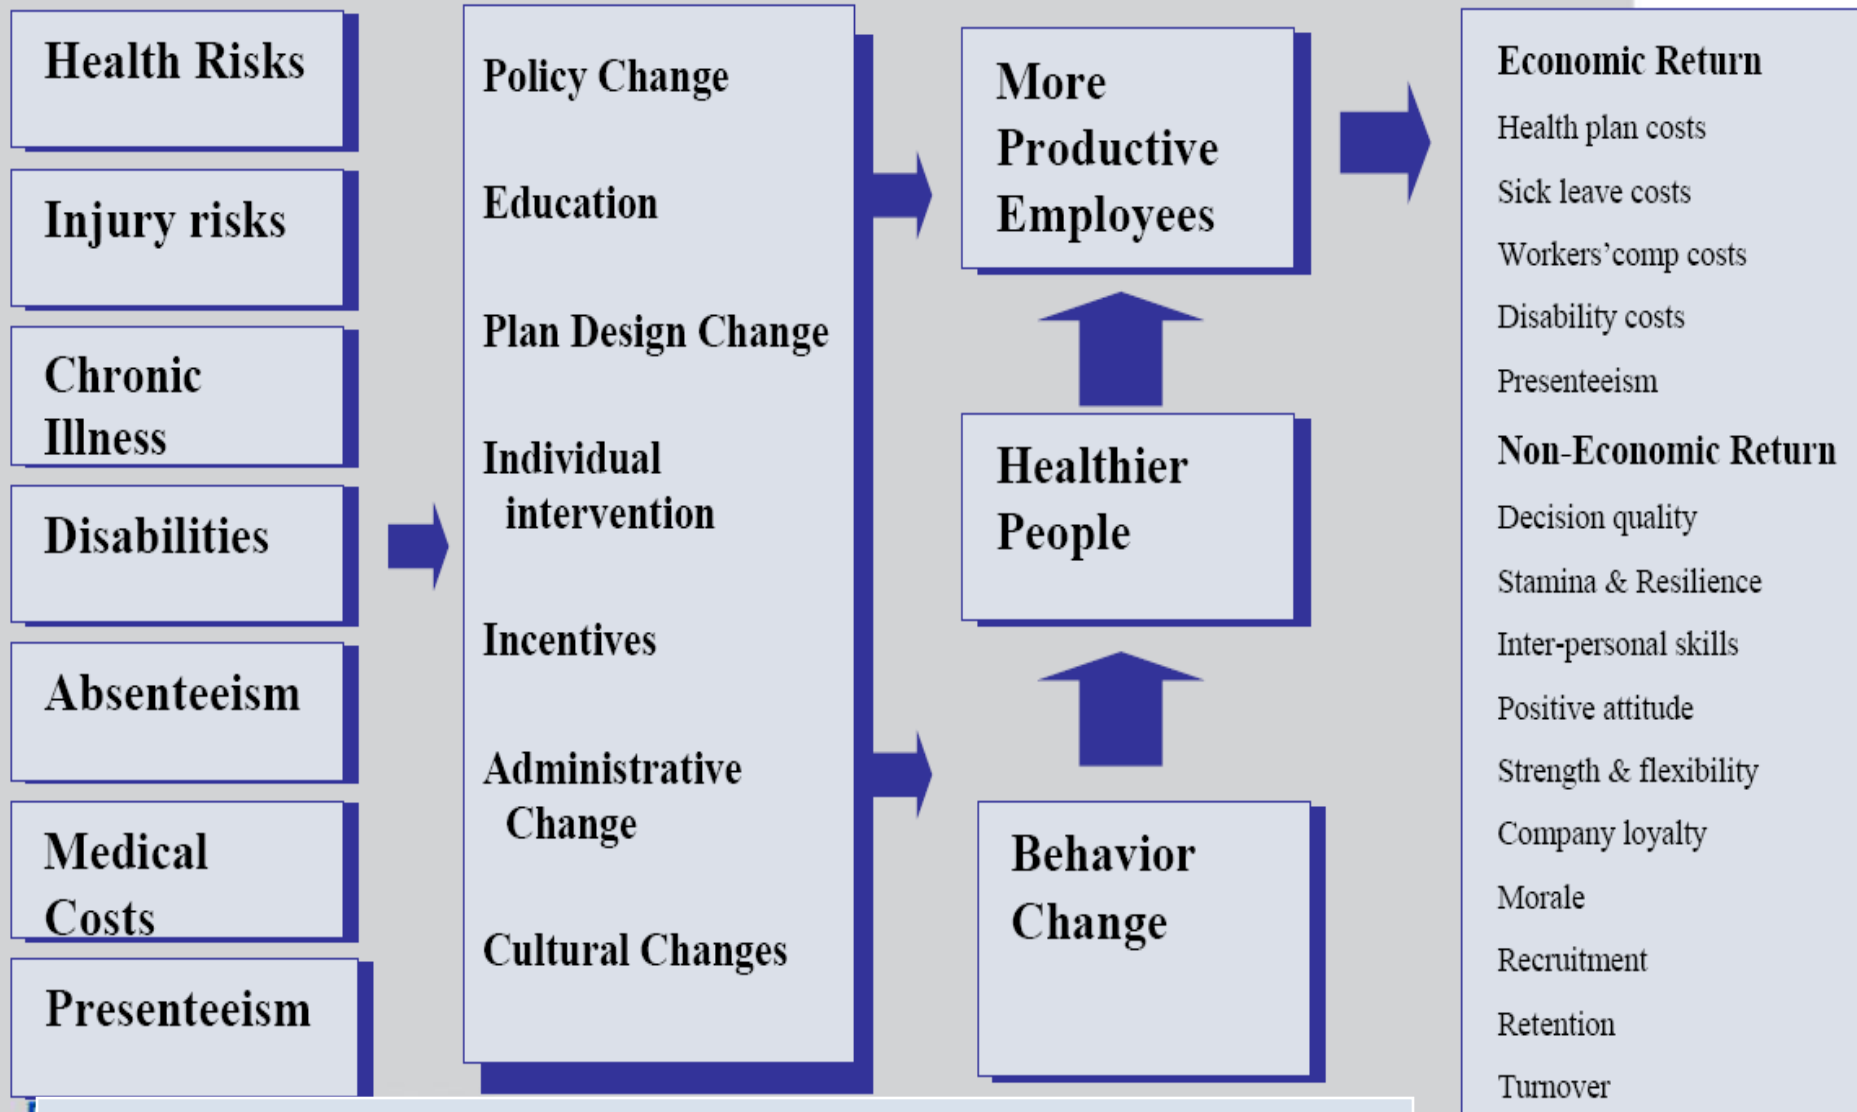 Health Risks
Injury risks
Chronic
Illness
Disabilities
Absenteeism
Medical
Costs
Presenteeism
Policy Change
Education
Plan Design Change
Individual
intervention
Incentives
Administrative
Change
Cultural Changes
More
Productive
Employees
Healthier
People
Behavior
Change
Economic Return
Health plan costs
Sick leave costs
Workers’comp costs
Disability costs
Presenteeism
Non-Economic Return
Decision quality
Stamina & Resilience
Inter-personal skills
Positive attitude
Strength & flexibility
Company loyalty
Morale
Recruitment
Retention
Turnover